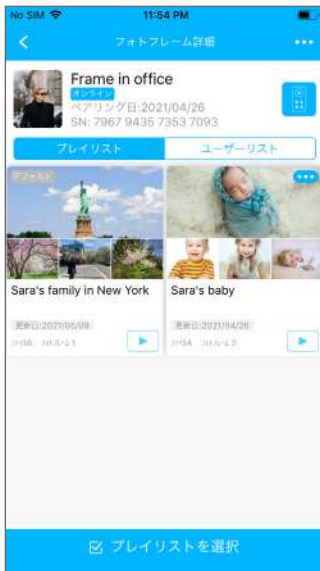 No SIM 11:54 PM
フォトフレーム詳細
Frame in office
オンライン
ペアリング日:2021/04/26
SN: 7967 9435 7353 7093
プレイリスト ユーザーリスト
デフォルト
Sara's family in New York Sara's baby
更新日:2021/06/09 更新日:2021/04/26
プレイリストを選択